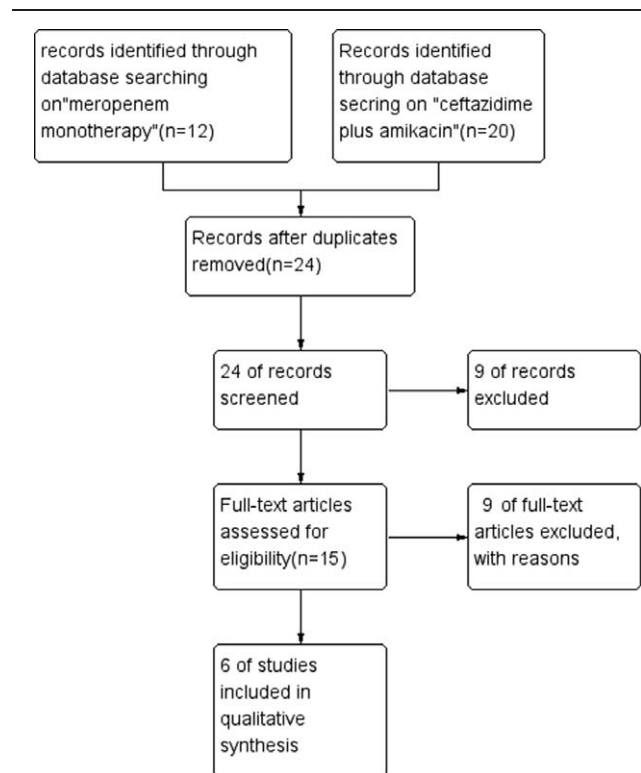 records identified through
database searching
on"meropenem
monotherapy"(n=12)
Records identified
through database
secring on "ceftazidime
plus amikacin"(n=20)
Records after duplicates
removed(n=24)
24 of records
screened
9 of records
excluded
Full-text articles
assessed for
eligibility(n=15)
9 of full-text
articles excluded,
with reasons
6 of studies
included in
qualitative
synthesis